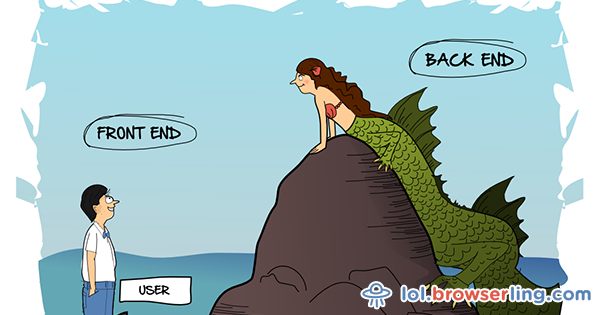 BACK END
FRONT END
USER
lol.browserling.com